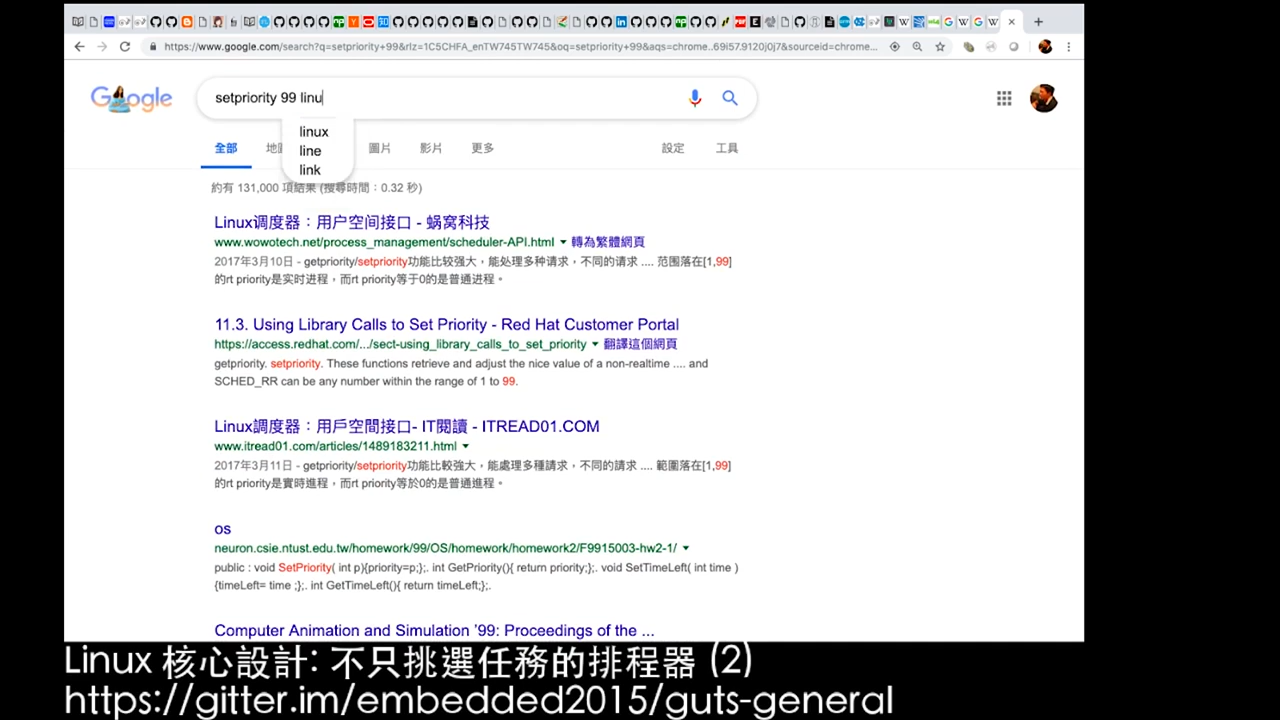 https://www.google.com/search?q=setpriority+99&rlz=1C5CHFA_enTW745TW745&oq=setpriority+99&aqs=chrome..69i57.9120j0j7&sourceid=chrome...
Google
setpriority 99 linu
linux
line
link
全部 圖片 影片 更多 設定 工具
約有 131,000 項結果 (搜尋時間：0.32 秒)
Linux调度器：用户空间接口 - 蜗窝科技
www.wowotech.net/process_management/scheduler-API.html 轉為繁體網頁
2017年3月10日 - getpriority/setpriority功能比较强大，能处理多种请求，不同的请求 .... 范围落在[1,99]
的rt priority是实时进程，而rt priority等于0的是普通进程。
11.3. Using Library Calls to Set Priority - Red Hat Customer Portal
https://access.redhat.com/.../sect-using_library_calls_to_set_priority 翻譯這個網頁
getpriority. setpriority. These functions retrieve and adjust the nice value of a non-realtime .... and
SCHED_RR can be any number within the range of 1 to 99.
Linux調度器：用戶空間接口- IT閱讀 - ITREAD01.COM
www.itread01.com/articles/1489183211.html
2017年3月11日 - getpriority/setpriority功能比較強大，能處理多種請求，不同的請求 .... 範圍落在[1,99]
的rt priority是實時進程，而rt priority等於0的是普通進程。
os
neuron.csie.ntust.edu.tw/homework/99/OS/homework/homework2/F9915003-hw2-1/
public : void SetPriority( int p){priority=p;};. int GetPriority(){ return priority;};. void SetTimeLeft( int time )
{timeLeft= time ;};. int GetTimeLeft(){ return timeLeft;};.
Computer Animation and Simulation '99: Proceedings of the ...
Linux 核心設計: 不只挑選任務的排程器 (2)
https://gitter.im/embedded2015/guts-general